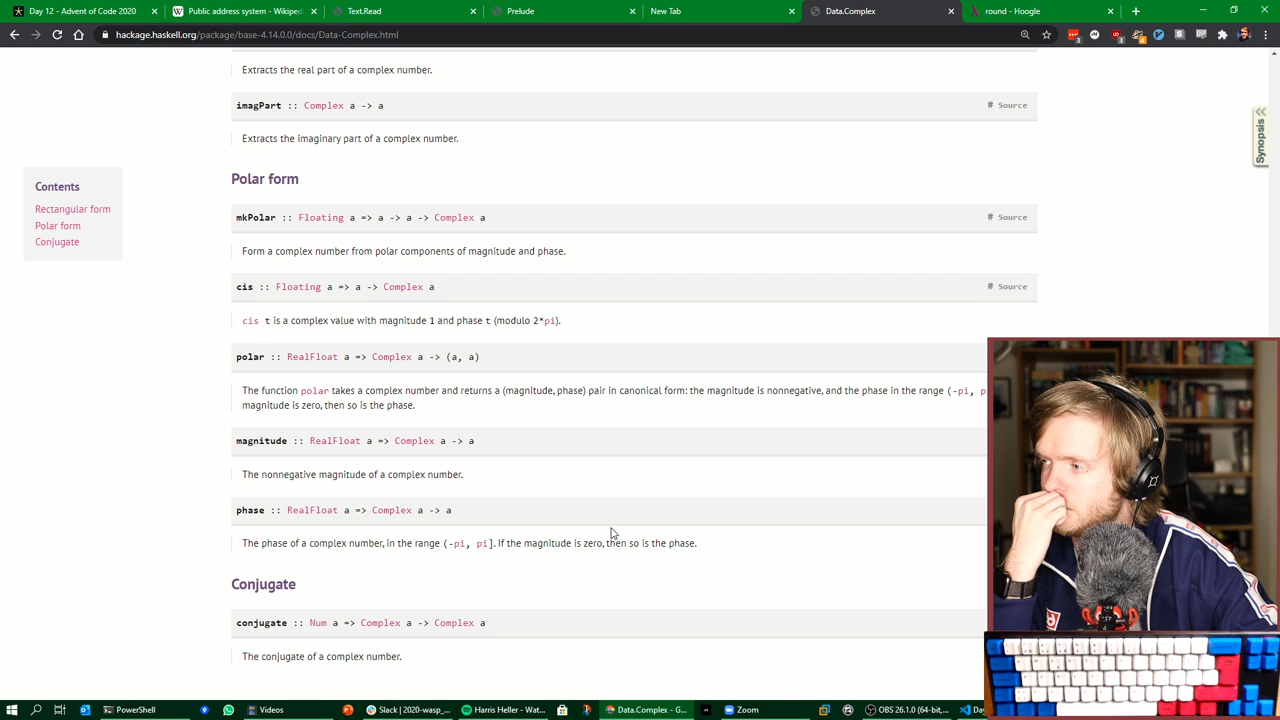 Day 12 - Advent of Code 2020
Public address system - Wikiped
Text.Read
Prelude
New Tab
Data.Complex
round - Hoogle
hackage.haskell.org/package/base-4.14.0.0/docs/Data-Complex.html
Extracts the real part of a complex number.
imagPart :: Complex a -> a
# Source
Extracts the imaginary part of a complex number.
Synopsis
Contents
Rectangular form
Polar form
Conjugate
Polar form
mkPolar :: Floating a => a -> a -> Complex a
# Source
Form a complex number from polar components of magnitude and phase.
cis :: Floating a => a -> Complex a
# Source
cis t is a complex value with magnitude 1 and phase t (modulo 2*pi).
polar :: RealFloat a => Complex a -> (a, a)
The function polar takes a complex number and returns a (magnitude, phase) pair in canonical form: the magnitude is nonnegative, and the phase in the range (-pi, p
magnitude is zero, then so is the phase.
magnitude :: RealFloat a => Complex a -> a
The nonnegative magnitude of a complex number.
phase :: RealFloat a => Complex a -> a
The phase of a complex number, in the range (-pi, pi]. If the magnitude is zero, then so is the phase.
Conjugate
conjugate :: Num a => Complex a -> Complex a
The conjugate of a complex number.
PowerShell
Videos
Slack | 2020-wasp_...
Harris Heller - Wat...
Data.Complex - G...
Zoom
OBS 26.1.0 (64-bit,...